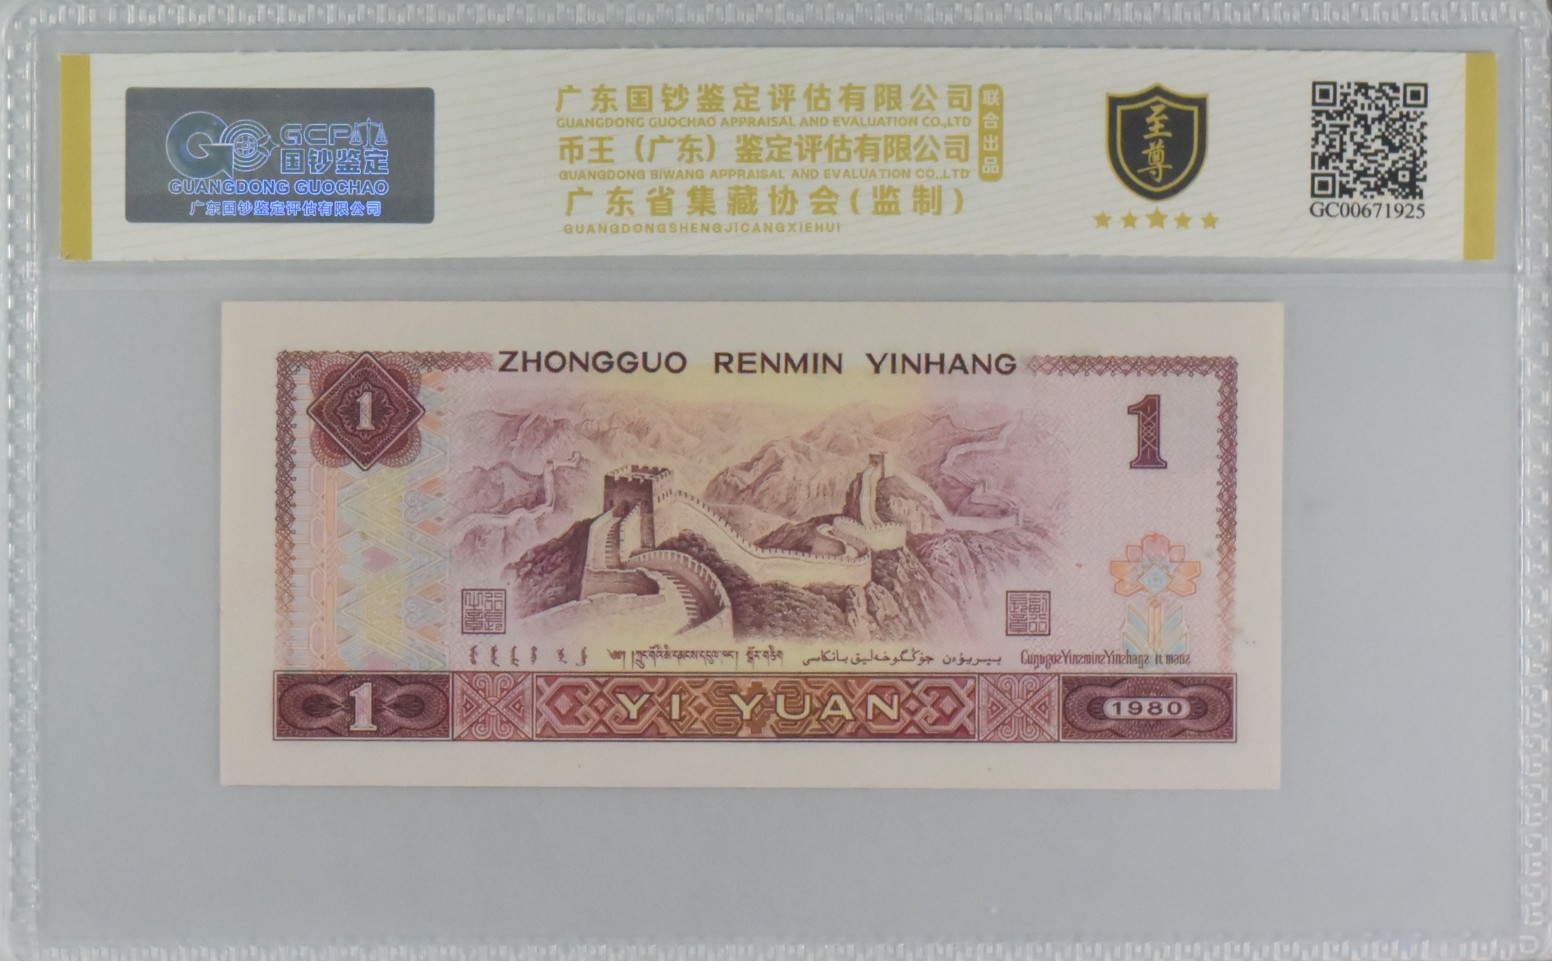 GCP
国钞鉴定
GUANGDONG GUOCHAO
广东国钞鉴定评估有限公司
广东国钞鉴定评估有限公司
GUANGDONG GUOCHAO APPRAISAL AND EVALUATION CO.,LTD
币王（广东）鉴定评估有限公司
GUANGDONG BIWANG APPRAISAL AND EVALUATION CO.,LTD
联合出品
广东省集藏协会(监制)
GUANGDONGSHENGJICANGXIEHUI
至尊
GC00671925
ZHONGGUO RENMIN YINHANG
1
1
1
YI YUAN
1980